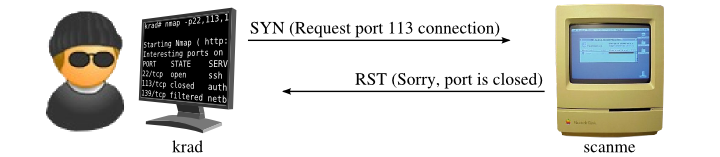 krad# nmap -p22,113,1
Starting Nmap ( http:
Interesting ports on
PORT STATE SERV
22/tcp open ssh
113/tcp closed auth
139/tcp filtered netb
SYN (Request port 113 connection)
RST (Sorry, port is closed)
krad
scanme